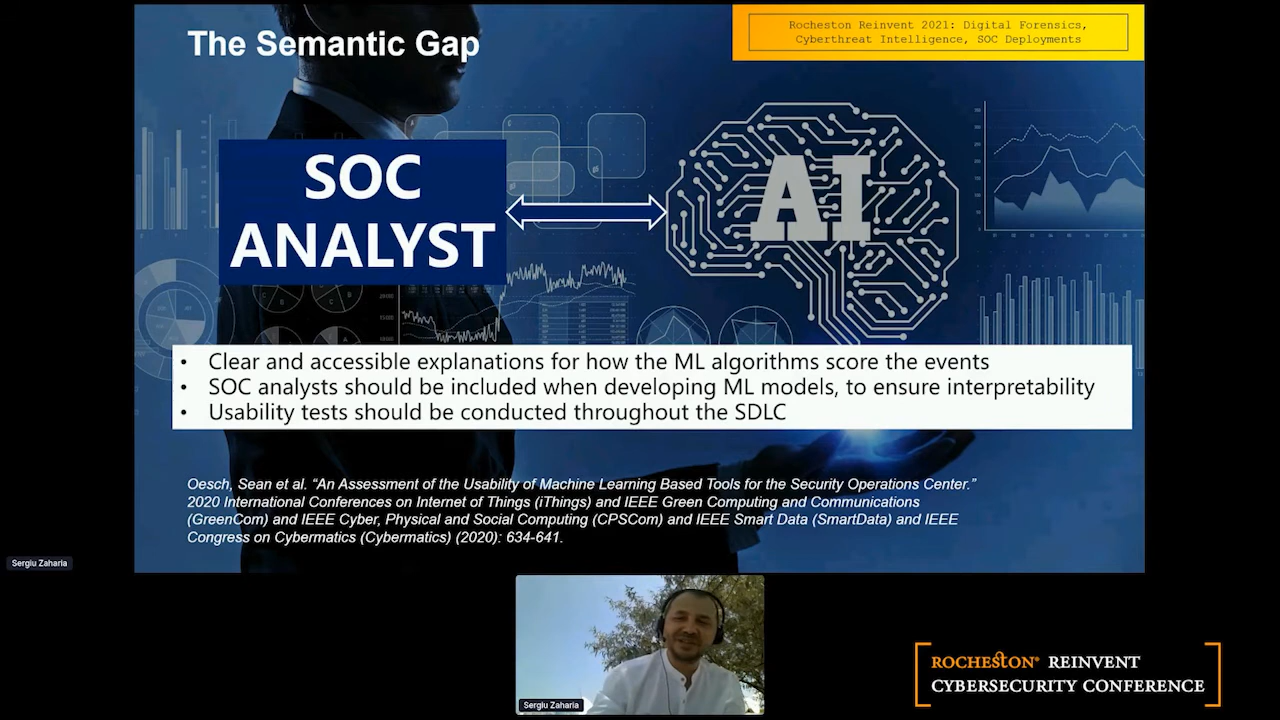 The Semantic Gap
Rocheston Reinvent 2021: Digital Forensics,
Cyberthreat Intelligence, SOC Deployments
SOC
ANALYST
AI
• Clear and accessible explanations for how the ML algorithms score the events
• SOC analysts should be included when developing ML models, to ensure interpretability
• Usability tests should be conducted throughout the SDLC
Oesch, Sean et al. “An Assessment of the Usability of Machine Learning Based Tools for the Security Operations Center.”
2020 International Conferences on Internet of Things (iThings) and IEEE Green Computing and Communications
(GreenCom) and IEEE Cyber, Physical and Social Computing (CPSCom) and IEEE Smart Data (SmartData) and IEEE
Congress on Cybermatics (Cybermatics) (2020): 634-641.
Sergiu Zaharia
Sergiu Zaharia
ROCHESTON® REINVENT
CYBERSECURITY CONFERENCE